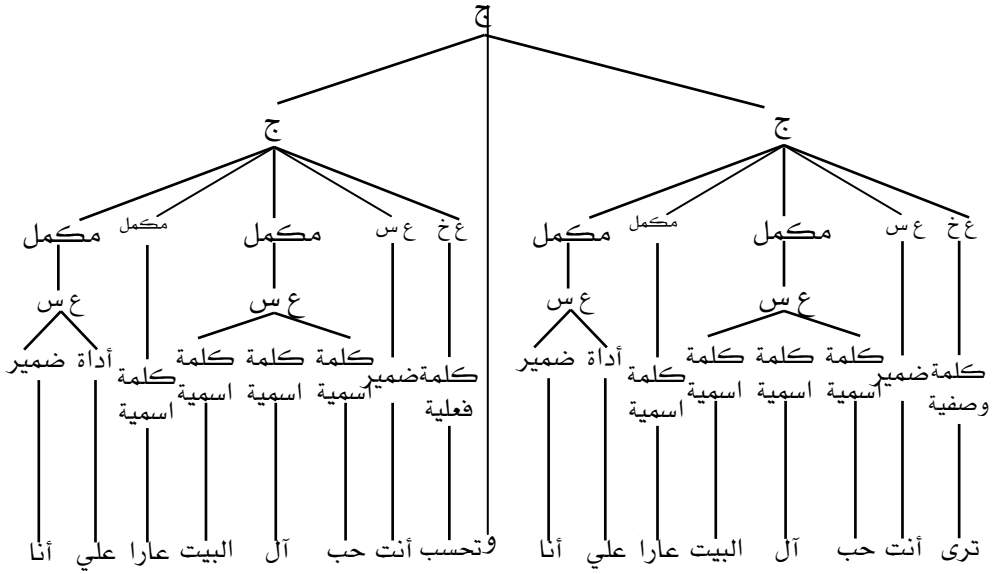 ج
ج ج
ع خ ع س مكمل مكمل مكمل ع خ ع س مكمل مكمل مكمل
ع س ع س ع س ع س
كلمة وصفية ضمير كلمة اسمية كلمة اسمية كلمة اسمية كلمة اسمية أداة ضمير كلمة فعلية ضمير كلمة اسمية كلمة اسمية كلمة اسمية كلمة اسمية أداة ضمير
ترى أنت حب آل البيت عارا علي أنا و تحسب أنت حب آل البيت عارا علي أنا